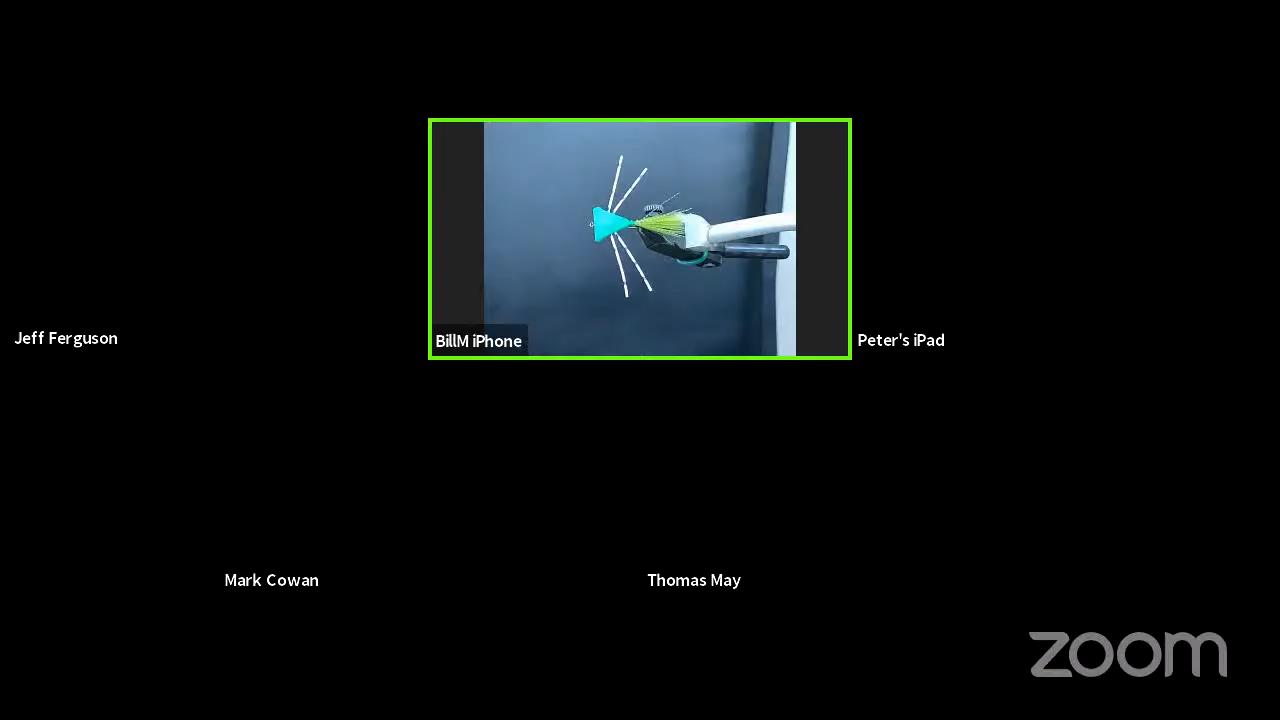 Jeff Ferguson
BillM iPhone
Peter's iPad
Mark Cowan
Thomas May
zoom